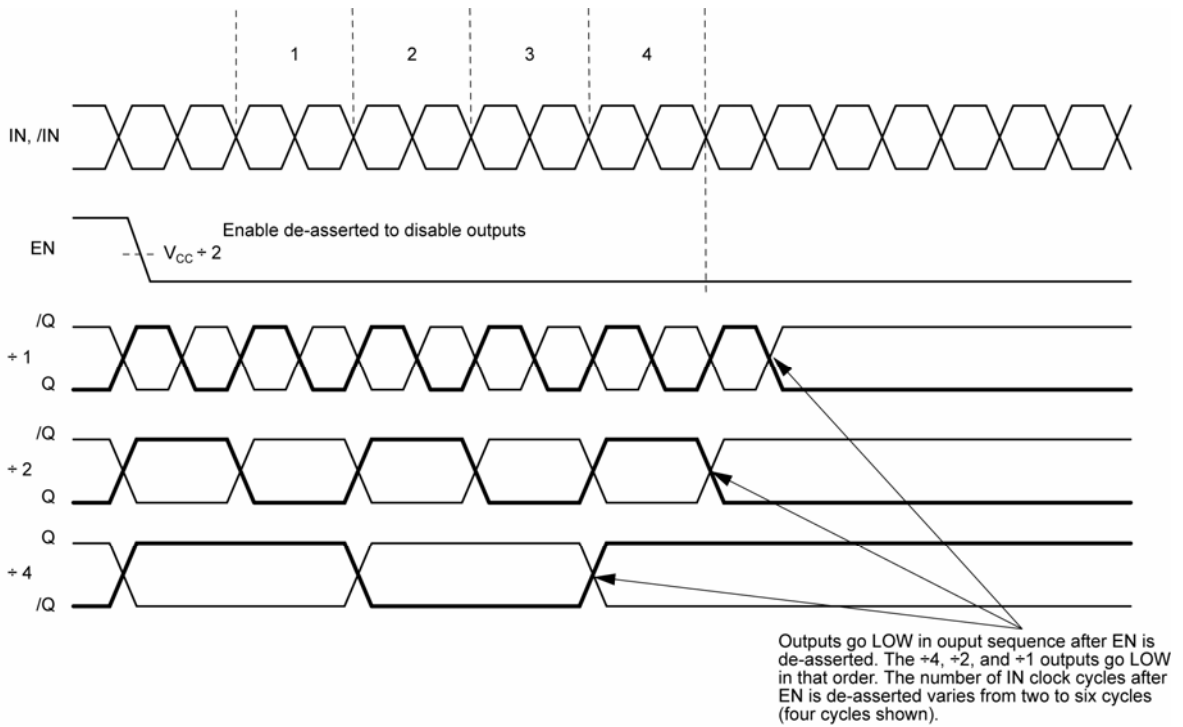 1
2
3
4
IN, /IN
EN
Enable de-asserted to disable outputs
VCC ÷ 2
/Q
÷ 1
Q
/Q
÷ 2
Q
Q
÷ 4
/Q
Outputs go LOW in ouput sequence after EN is
de-asserted. The ÷4, ÷2, and ÷1 outputs go LOW
in that order. The number of IN clock cycles after
EN is de-asserted varies from two to six cycles
(four cycles shown).